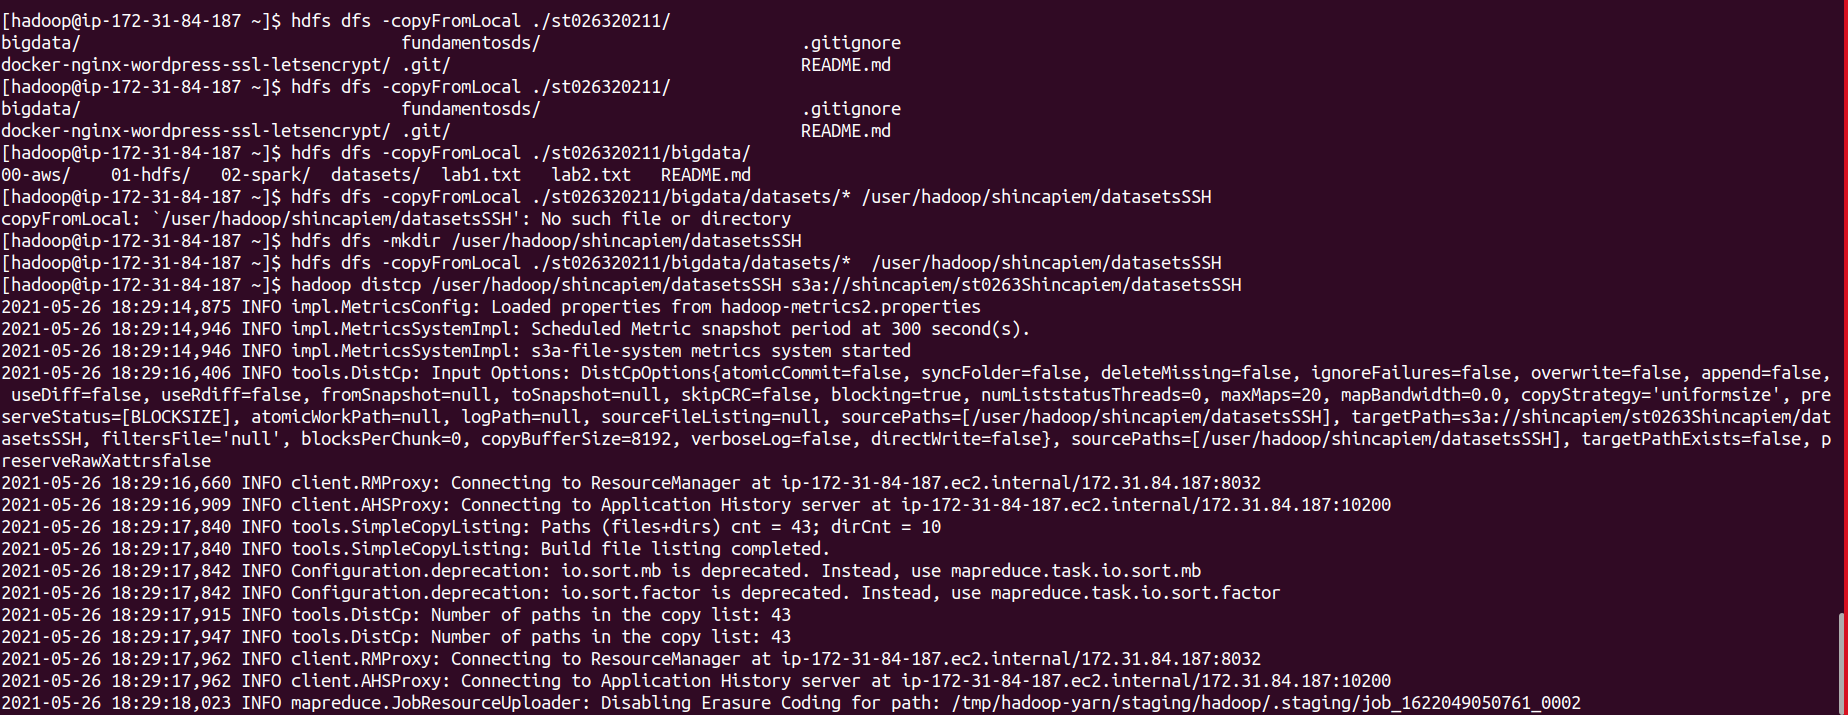 [hadoop@ip-172-31-84-187 ~]$ hdfs dfs -copyFromLocal ./st026320211/
bigdata/                                fundamentosds/                          .gitignore
docker-nginx-wordpress-ssl-letsencrypt/ .git/                                   README.md
[hadoop@ip-172-31-84-187 ~]$ hdfs dfs -copyFromLocal ./st026320211/
bigdata/                                fundamentosds/                          .gitignore
docker-nginx-wordpress-ssl-letsencrypt/ .git/                                   README.md
[hadoop@ip-172-31-84-187 ~]$ hdfs dfs -copyFromLocal ./st026320211/bigdata/
00-aws/    01-hdfs/   02-spark/  datasets/  lab1.txt   lab2.txt   README.md
[hadoop@ip-172-31-84-187 ~]$ hdfs dfs -copyFromLocal ./st026320211/bigdata/datasets/* /user/hadoop/shincapiem/datasetsSSH
copyFromLocal: `/user/hadoop/shincapiem/datasetsSSH': No such file or directory
[hadoop@ip-172-31-84-187 ~]$ hdfs dfs -mkdir /user/hadoop/shincapiem/datasetsSSH
[hadoop@ip-172-31-84-187 ~]$ hdfs dfs -copyFromLocal ./st026320211/bigdata/datasets/*  /user/hadoop/shincapiem/datasetsSSH
[hadoop@ip-172-31-84-187 ~]$ hadoop distcp /user/hadoop/shincapiem/datasetsSSH s3a://shincapiem/st0263Shincapiem/datasetsSSH
2021-05-26 18:29:14,875 INFO impl.MetricsConfig: Loaded properties from hadoop-metrics2.properties
2021-05-26 18:29:14,946 INFO impl.MetricsSystemImpl: Scheduled Metric snapshot period at 300 second(s).
2021-05-26 18:29:14,946 INFO impl.MetricsSystemImpl: s3a-file-system metrics system started
2021-05-26 18:29:16,406 INFO tools.DistCp: Input Options: DistCpOptions{atomicCommit=false, syncFolder=false, deleteMissing=false, ignoreFailures=false, overwrite=false, append=false,
 useDiff=false, useRdiff=false, fromSnapshot=null, toSnapshot=null, skipCRC=false, blocking=true, numListstatusThreads=0, maxMaps=20, mapBandwidth=0.0, copyStrategy='uniformsize', pre
serveStatus=[BLOCKSIZE], atomicWorkPath=null, logPath=null, sourceFileListing=null, sourcePaths=[/user/hadoop/shincapiem/datasetsSSH], targetPath=s3a://shincapiem/st0263Shincapiem/dat
asetsSSH, filtersFile='null', blocksPerChunk=0, copyBufferSize=8192, verboseLog=false, directWrite=false}, sourcePaths=[/user/hadoop/shincapiem/datasetsSSH], targetPathExists=false, p
reserveRawXattrsfalse
2021-05-26 18:29:16,660 INFO client.RMProxy: Connecting to ResourceManager at ip-172-31-84-187.ec2.internal/172.31.84.187:8032
2021-05-26 18:29:16,909 INFO client.AHSProxy: Connecting to Application History server at ip-172-31-84-187.ec2.internal/172.31.84.187:10200
2021-05-26 18:29:17,840 INFO tools.SimpleCopyListing: Paths (files+dirs) cnt = 43; dirCnt = 10
2021-05-26 18:29:17,840 INFO tools.SimpleCopyListing: Build file listing completed.
2021-05-26 18:29:17,842 INFO Configuration.deprecation: io.sort.mb is deprecated. Instead, use mapreduce.task.io.sort.mb
2021-05-26 18:29:17,842 INFO Configuration.deprecation: io.sort.factor is deprecated. Instead, use mapreduce.task.io.sort.factor
2021-05-26 18:29:17,915 INFO tools.DistCp: Number of paths in the copy list: 43
2021-05-26 18:29:17,947 INFO tools.DistCp: Number of paths in the copy list: 43
2021-05-26 18:29:17,962 INFO client.RMProxy: Connecting to ResourceManager at ip-172-31-84-187.ec2.internal/172.31.84.187:8032
2021-05-26 18:29:17,962 INFO client.AHSProxy: Connecting to Application History server at ip-172-31-84-187.ec2.internal/172.31.84.187:10200
2021-05-26 18:29:18,023 INFO mapreduce.JobResourceUploader: Disabling Erasure Coding for path: /tmp/hadoop-yarn/staging/hadoop/.staging/job_1622049050761_0002